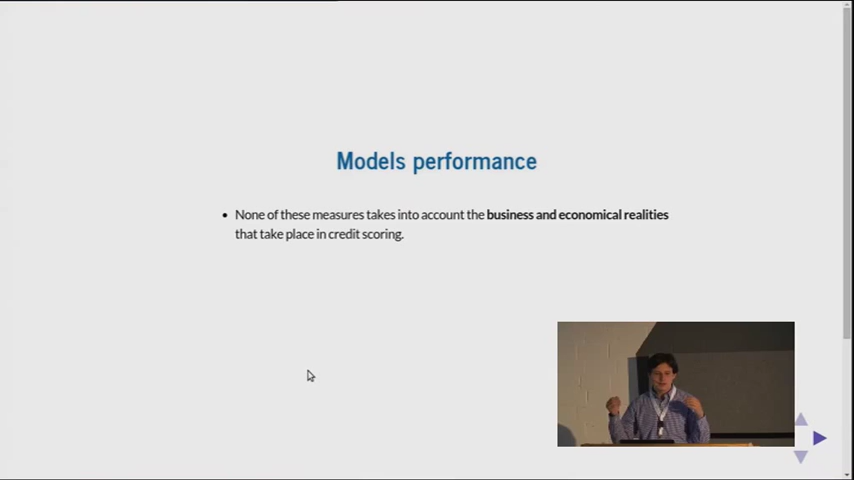 Models performance
• None of these measures takes into account the business and economical realities
that take place in credit scoring.